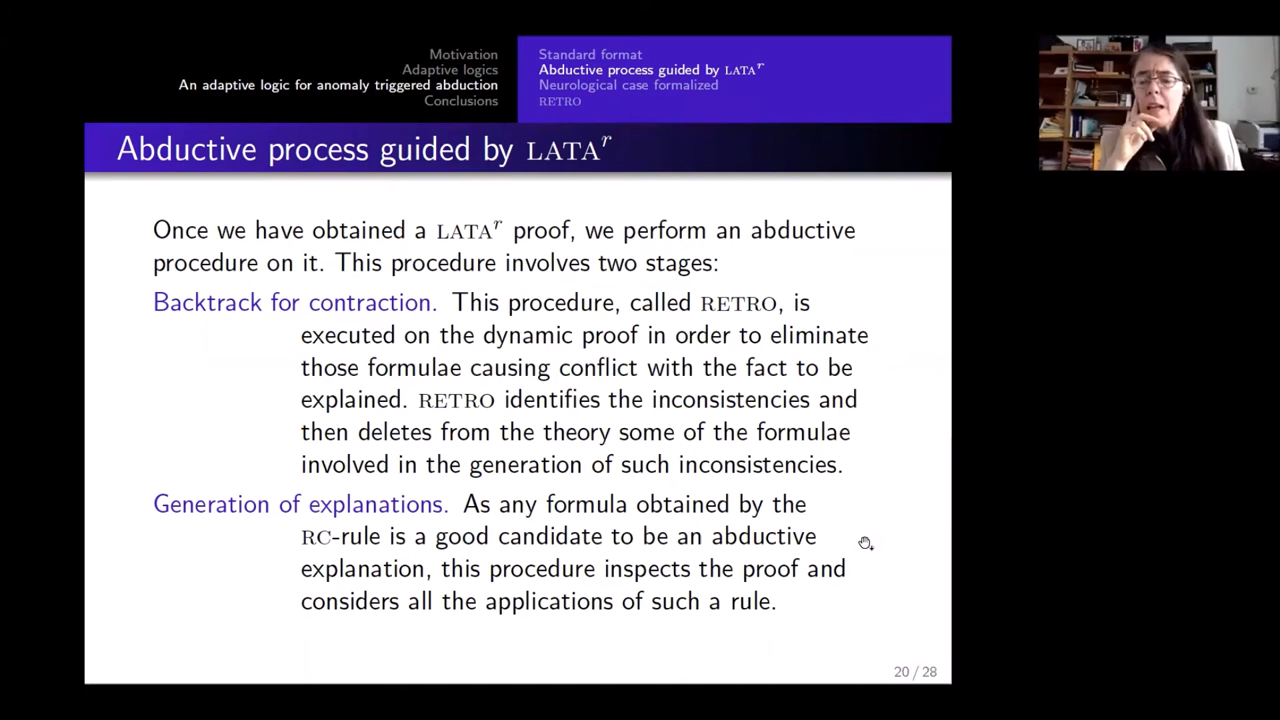 Motivation
Adaptive logics
An adaptive logic for anomaly triggered abduction
Conclusions
Standard format
Abductive process guided by LATAʳ
Neurological case formalized
RETRO
Abductive process guided by LATAʳ
Once we have obtained a LATAʳ proof, we perform an abductive
procedure on it. This procedure involves two stages:
Backtrack for contraction. This procedure, called RETRO, is
executed on the dynamic proof in order to eliminate
those formulae causing conflict with the fact to be
explained. RETRO identifies the inconsistencies and
then deletes from the theory some of the formulae
involved in the generation of such inconsistencies.
Generation of explanations. As any formula obtained by the
RC-rule is a good candidate to be an abductive
explanation, this procedure inspects the proof and
considers all the applications of such a rule.
20 / 28